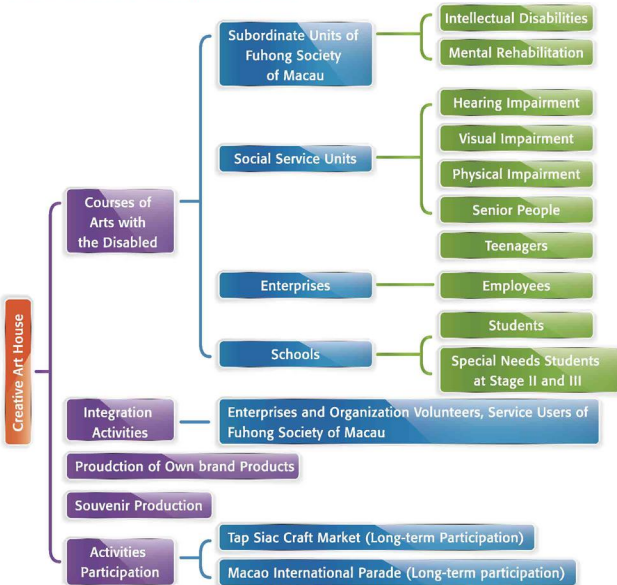 Creative Art House
Courses of
Arts with
the Disabled
Subordinate Units of
Fuhong Society
of Macau
Intellectual Disabilities
Mental Rehabilitation
Social Service Units
Hearing Impairment
Visual Impairment
Physical Impairment
Senior People
Teenagers
Enterprises
Employees
Schools
Students
Special Needs Students
at Stage II and III
Integration
Activities
Enterprises and Organization Volunteers, Service Users of
Fuhong Society of Macau
Proudction of Own brand Products
Souvenir Production
Activities
Participation
Tap Siac Craft Market (Long-term Participation)
Macao International Parade (Long-term participation)